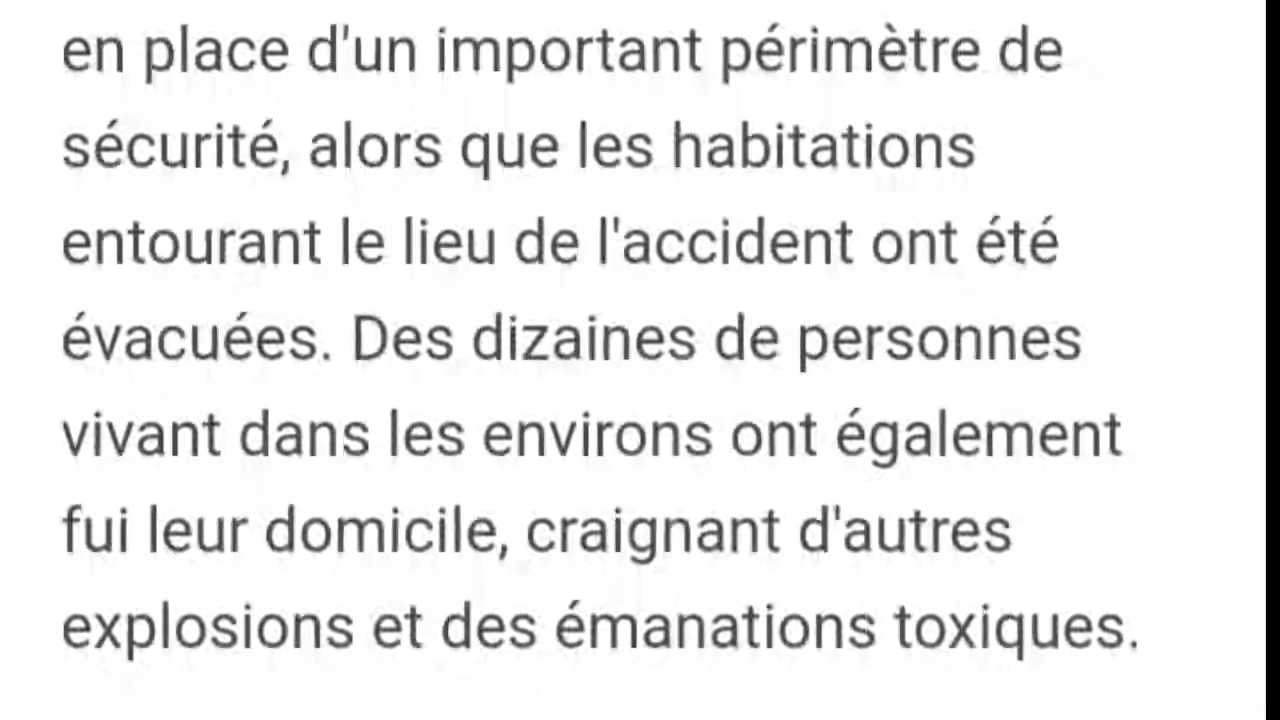 en place d'un important périmètre de
sécurité, alors que les habitations
entourant le lieu de l'accident ont été
évacuées. Des dizaines de personnes
vivant dans les environs ont également
fui leur domicile, craignant d'autres
explosions et des émanations toxiques.